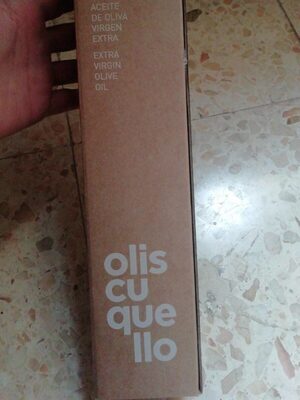 ACEITE
DE OLIVA
VIRGEN
EXTRA
EXTRA
VIRGIN
OLIVE
OIL
olis
cu
que
llo